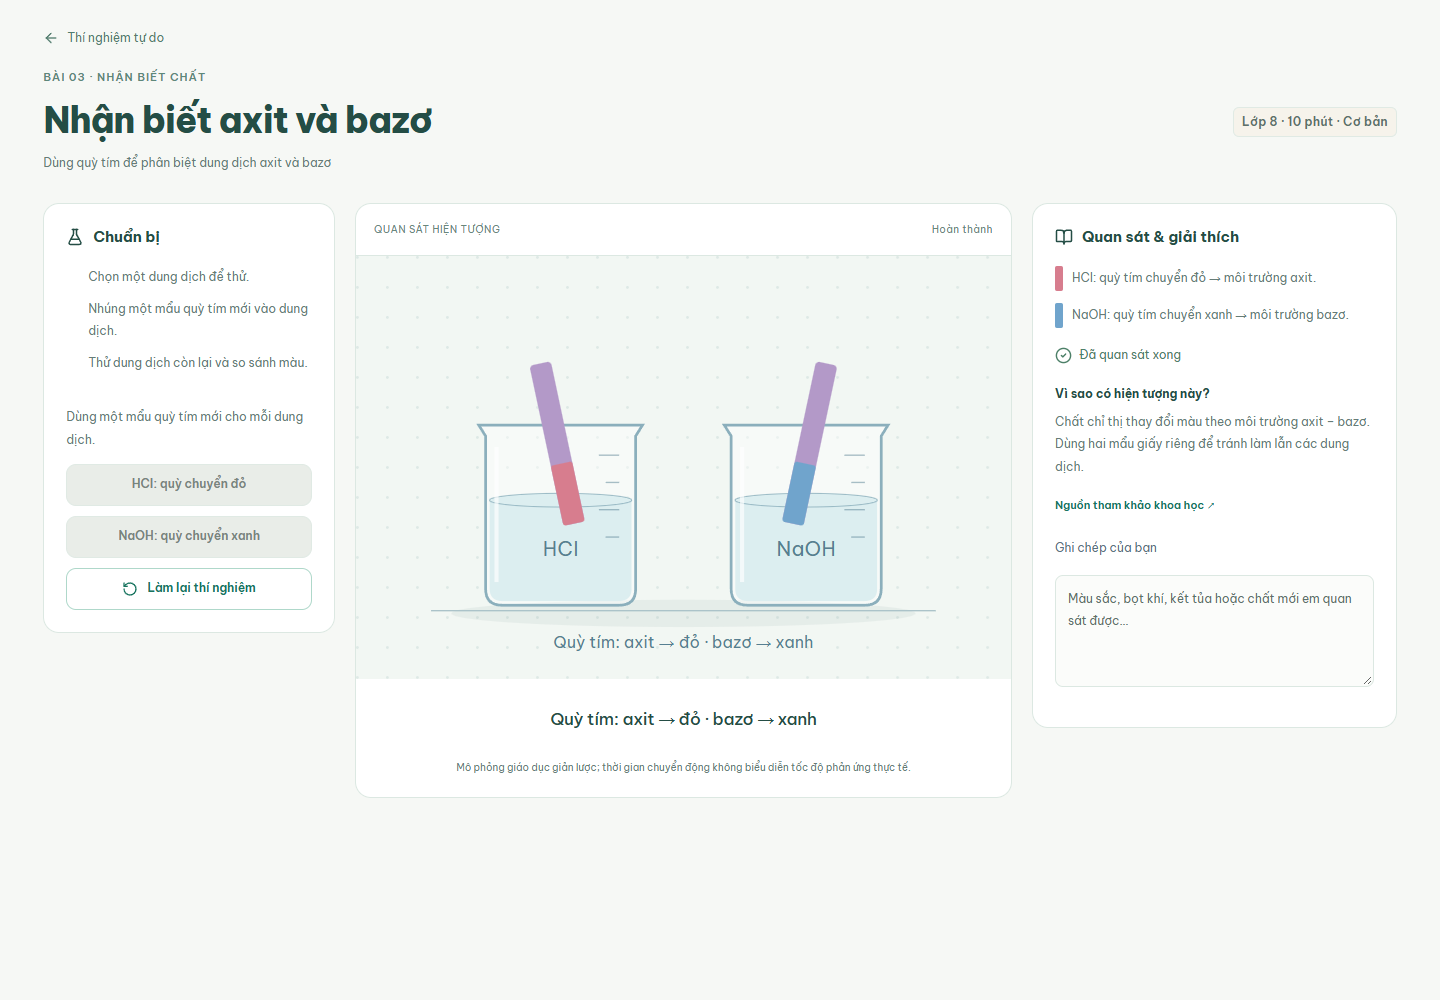 Thí nghiệm tự do
BÀI 03 · NHẬN BIẾT CHẤT
Nhận biết axit và bazơ
Lớp 8 · 10 phút · Cơ bản
Dùng quỳ tím để phân biệt dung dịch axit và bazơ
Chuẩn bị
Chọn một dung dịch để thử.
Nhúng một mẩu quỳ tím mới vào dung
dịch.
Thử dung dịch còn lại và so sánh màu.
Dùng một mẩu quỳ tím mới cho mỗi dung
dịch.
HCl: quỳ chuyển đỏ
NaOH: quỳ chuyển xanh
Làm lại thí nghiệm
QUAN SÁT HIỆN TƯỢNG
Hoàn thành
HCl
NaOH
Quỳ tím: axit → đỏ · bazơ → xanh
Quỳ tím: axit → đỏ · bazơ → xanh
Mô phỏng giáo dục giản lược; thời gian chuyển động không biểu diễn tốc độ phản ứng thực tế.
Quan sát & giải thích
HCl: quỳ tím chuyển đỏ → môi trường axit.
NaOH: quỳ tím chuyển xanh → môi trường bazơ.
Đã quan sát xong
Vì sao có hiện tượng này?
Chất chỉ thị thay đổi màu theo môi trường axit – bazơ.
Dùng hai mẩu giấy riêng để tránh làm lẫn các dung
dịch.
Nguồn tham khảo khoa học ↗
Ghi chép của bạn
Màu sắc, bọt khí, kết tủa hoặc chất mới em quan
sát được...